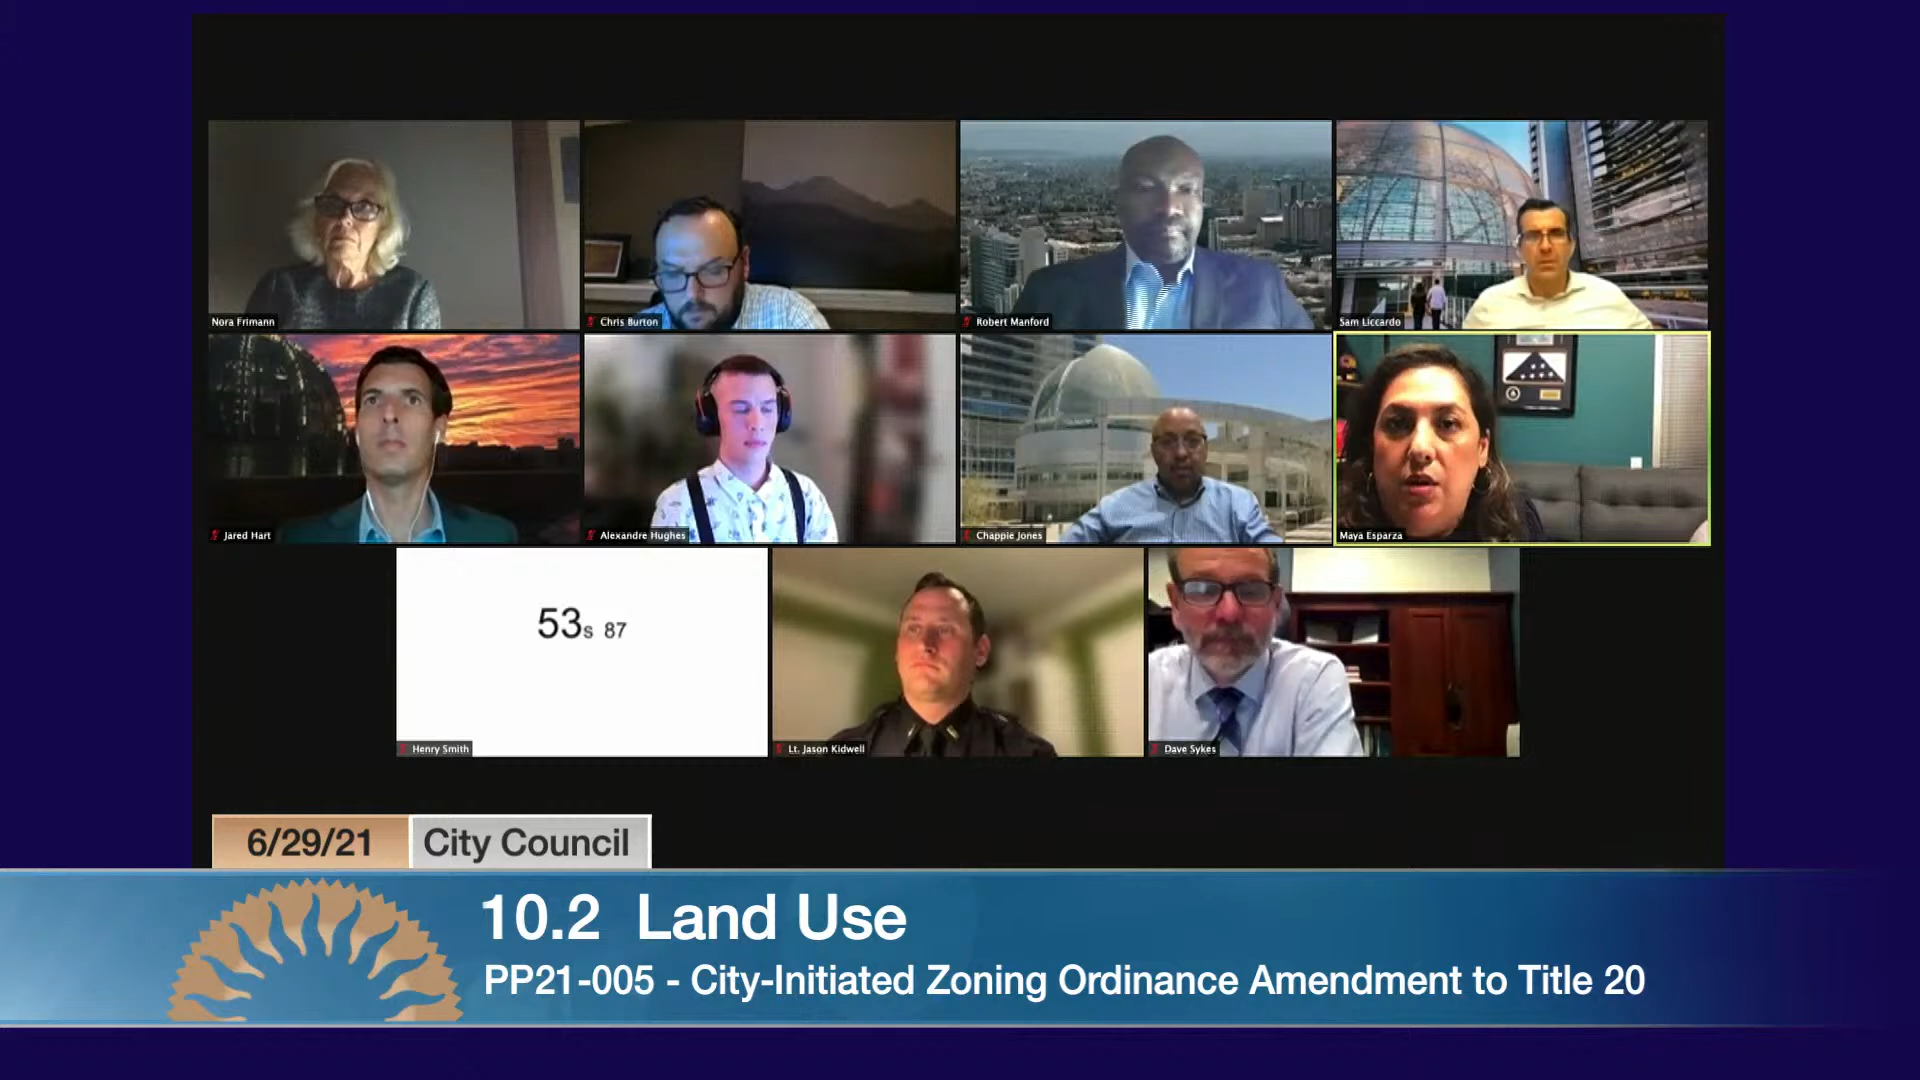 Nora Frimann
Chris Burton
Robert Manford
Sam Liccardo
Jared Hart
Alexandre Hughes
Chappie Jones
Maya Esparza
53s 87
Henry Smith
Lt. Jason Kidwell
Dave Sykes
6/29/21 City Council
10.2 Land Use
PP21-005 - City-Initiated Zoning Ordinance Amendment to Title 20